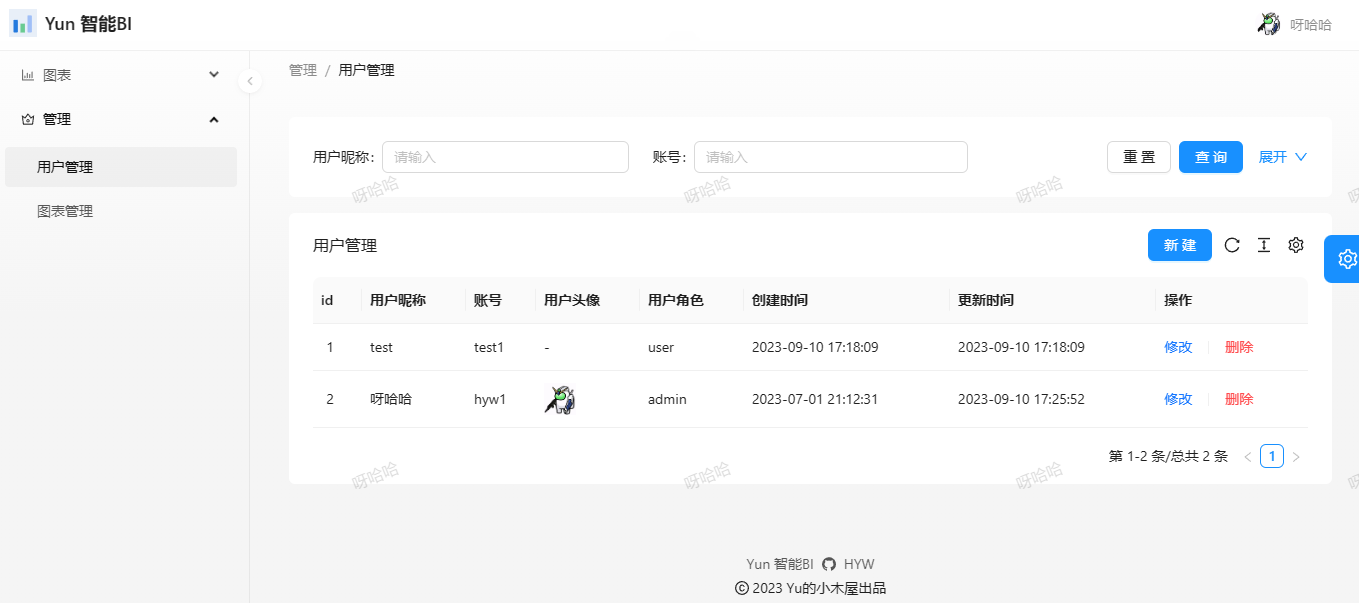 Yun 智能BI
呀哈哈
图表
管理
用户管理
图表管理
管理 / 用户管理
用户昵称: 请输入 账号: 请输入 重 置 查 询 展开
呀哈哈 呀哈哈 呀哈哈 呀
用户管理 新 建
id 用户昵称 账号 用户头像 用户角色 创建时间 更新时间 操作
1 test test1 - user 2023-09-10 17:18:09 2023-09-10 17:18:09 修改 删除
2 呀哈哈 hyw1 admin 2023-07-01 21:12:31 2023-09-10 17:25:52 修改 删除
第 1-2 条/总共 2 条 < 1 >
呀哈哈 呀哈哈 呀哈哈 呀
Yun 智能BI HYW
© 2023 Yu的小木屋出品